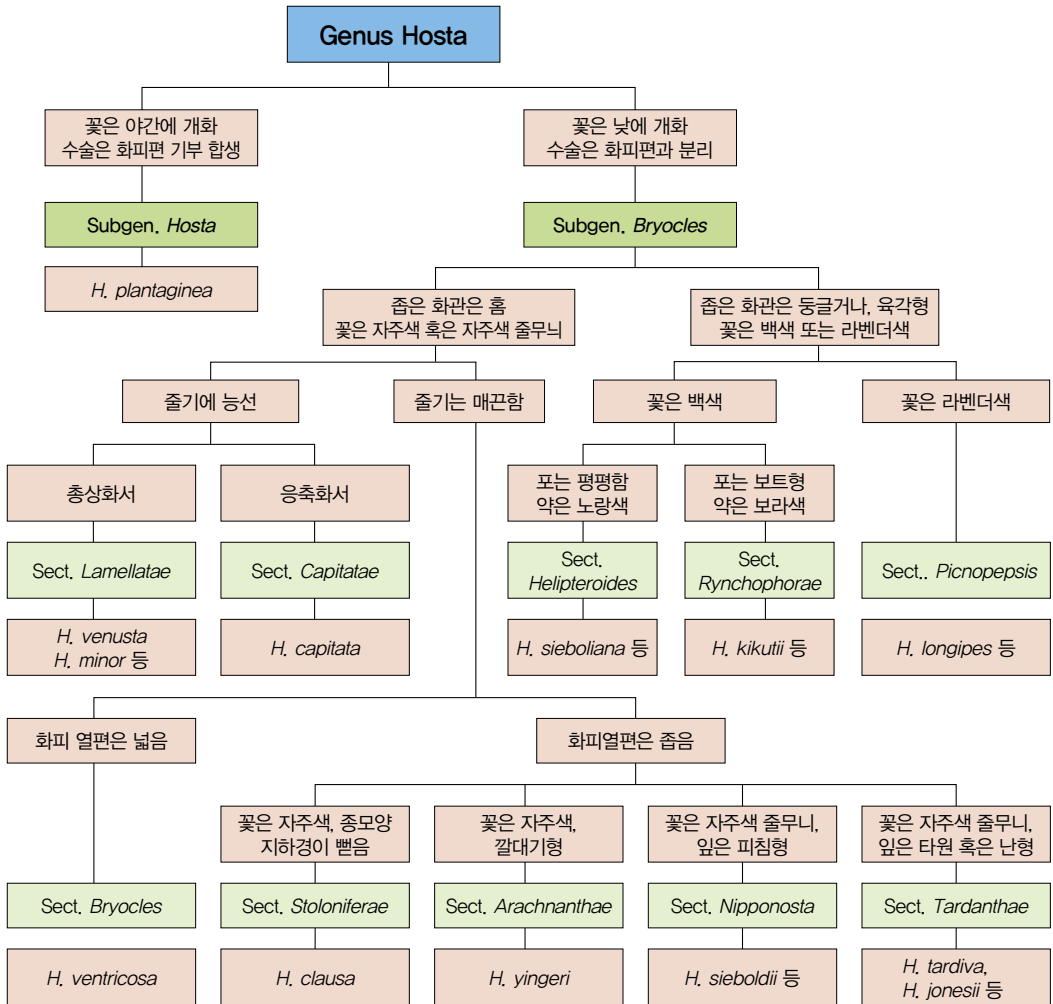 Genus Hosta
꽃은 야간에 개화
수술은 화피편 기부 합생
꽃은 낮에 개화
수술은 화피편과 분리
Subgen. Hosta
Subgen. Bryocles
H. plantaginea
좁은 화관은 홈
꽃은 자주색 혹은 자주색 줄무늬
좁은 화관은 둥글거나, 육각형
꽃은 백색 또는 라벤더색
줄기에 능선
줄기는 매끈함
꽃은 백색
꽃은 라벤더색
총상화서
응축화서
포는 평평함
약은 노랑색
포는 보트형
약은 보라색
Sect. Lamellatae
Sect. Capitatae
Sect.
Helipteroides
Sect.
Rynchophorae
Sect.. Picnopepsis
H. venusta
H. minor 등
H. capitata
H. sieboliana 등
H. kikutii 등
H. longipes 등
화피 열편은 넓음
화피열편은 좁음
꽃은 자주색, 종모양
지하경이 뻗음
꽃은 자주색,
깔대기형
꽃은 자주색 줄무니,
잎은 피침형
꽃은 자주색 줄무니,
잎은 타원 혹은 난형
Sect. Bryocles
Sect. Stoloniferae
Sect. Arachnanthae
Sect. Nipponosta
Sect. Tardanthae
H. ventricosa
H. clausa
H. yingeri
H. sieboldii 등
H. tardiva,
H. jonesii 등